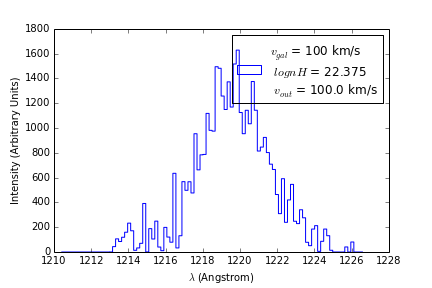 1800
1600
1400
1200
1000
800
600
400
200
0
Intensity (Arbitrary Units)
v_gal = 100 km/s
lognH = 22.375
v_out = 100.0 km/s
1210 1212 1214 1216 1218 1220 1222 1224 1226 1228
λ (Angstrom)